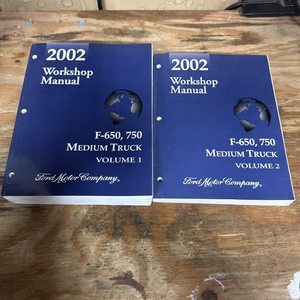 2002
Workshop
Manual
F-650, 750
MEDIUM TRUCK
VOLUME 1
Ford Motor Company,
2002
Workshop
Manual
F-650, 750
MEDIUM TRUCK
VOLUME 2
Ford Motor Company,